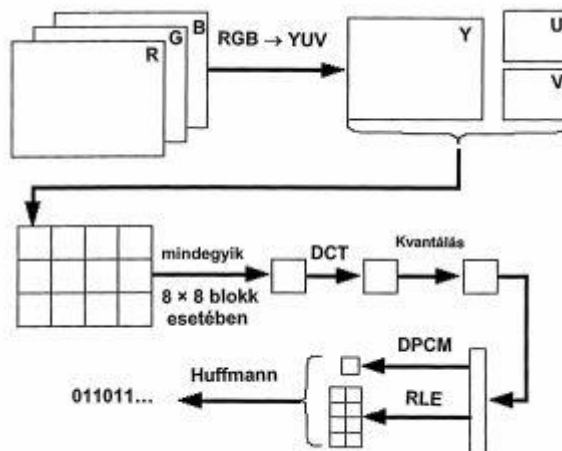 R
G
B
RGB → YUV
Y
U
V
mindegyik
8 × 8 blokk
esetében
DCT
Kvantálás
DPCM
RLE
Huffmann
011011...